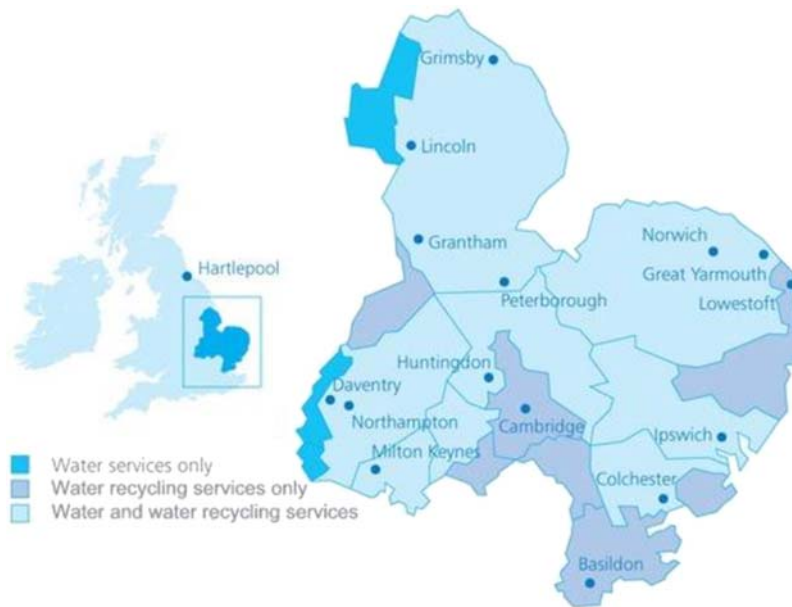 Grimsby
Lincoln
Hartlepool
Grantham
Norwich
Great Yarmouth
Peterborough
Lowestoft
Huntingdon
Daventry
Northampton
Cambridge
Milton Keynes
Ipswich
Colchester
Water services only
Water recycling services only
Water and water recycling services
Basildon